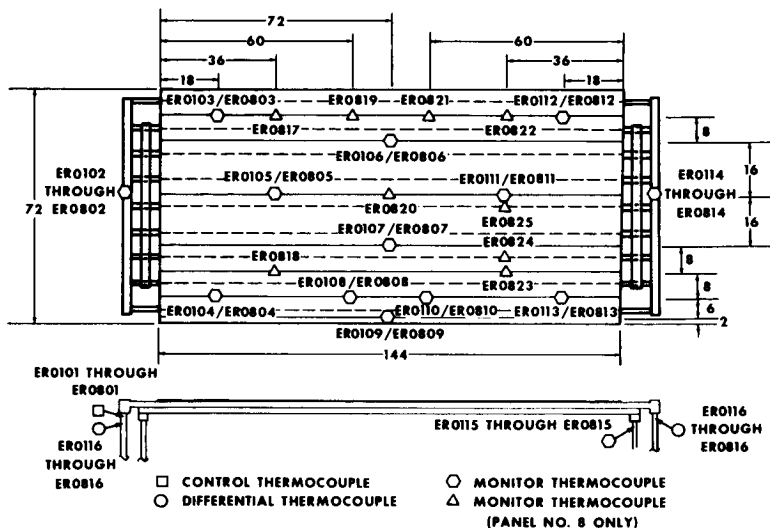 72
60
60
36
36
18
18
ER0103/ER0803 ER0819 ER0821 ER0112/ER0812
ER0817 ER0822
8
ER0106/ER0806
ER0102
THROUGH
ER0802
ER0105/ER0805 ER0111/ER0811
ER0114
THROUGH
ER0814
16
16
72
ER0820 ER0825
ER0107/ER0807 ER0824
ER0818
8
ER0108/ER0808 ER0823
8
ER0104/ER0804 ER0110/ER0810 ER0113/ER0813
6
2
ER0109/ER0809
144
ER0101 THROUGH
ER0801
ER0116
THROUGH
ER0816
ER0115 THROUGH ER0815
ER0116
THROUGH
ER0816
CONTROL THERMOCOUPLE
DIFFERENTIAL THERMOCOUPLE
MONITOR THERMOCOUPLE
MONITOR THERMOCOUPLE
(PANEL NO. 8 ONLY)